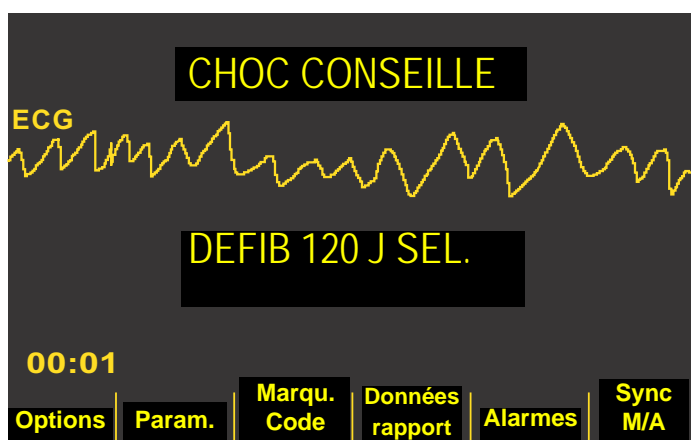 CHOC CONSEILLE
ECG
DEFIB 120 J SEL.
00:01
Options
Param.
Marqu.
Code
Données
rapport
Alarmes
Sync
M/A